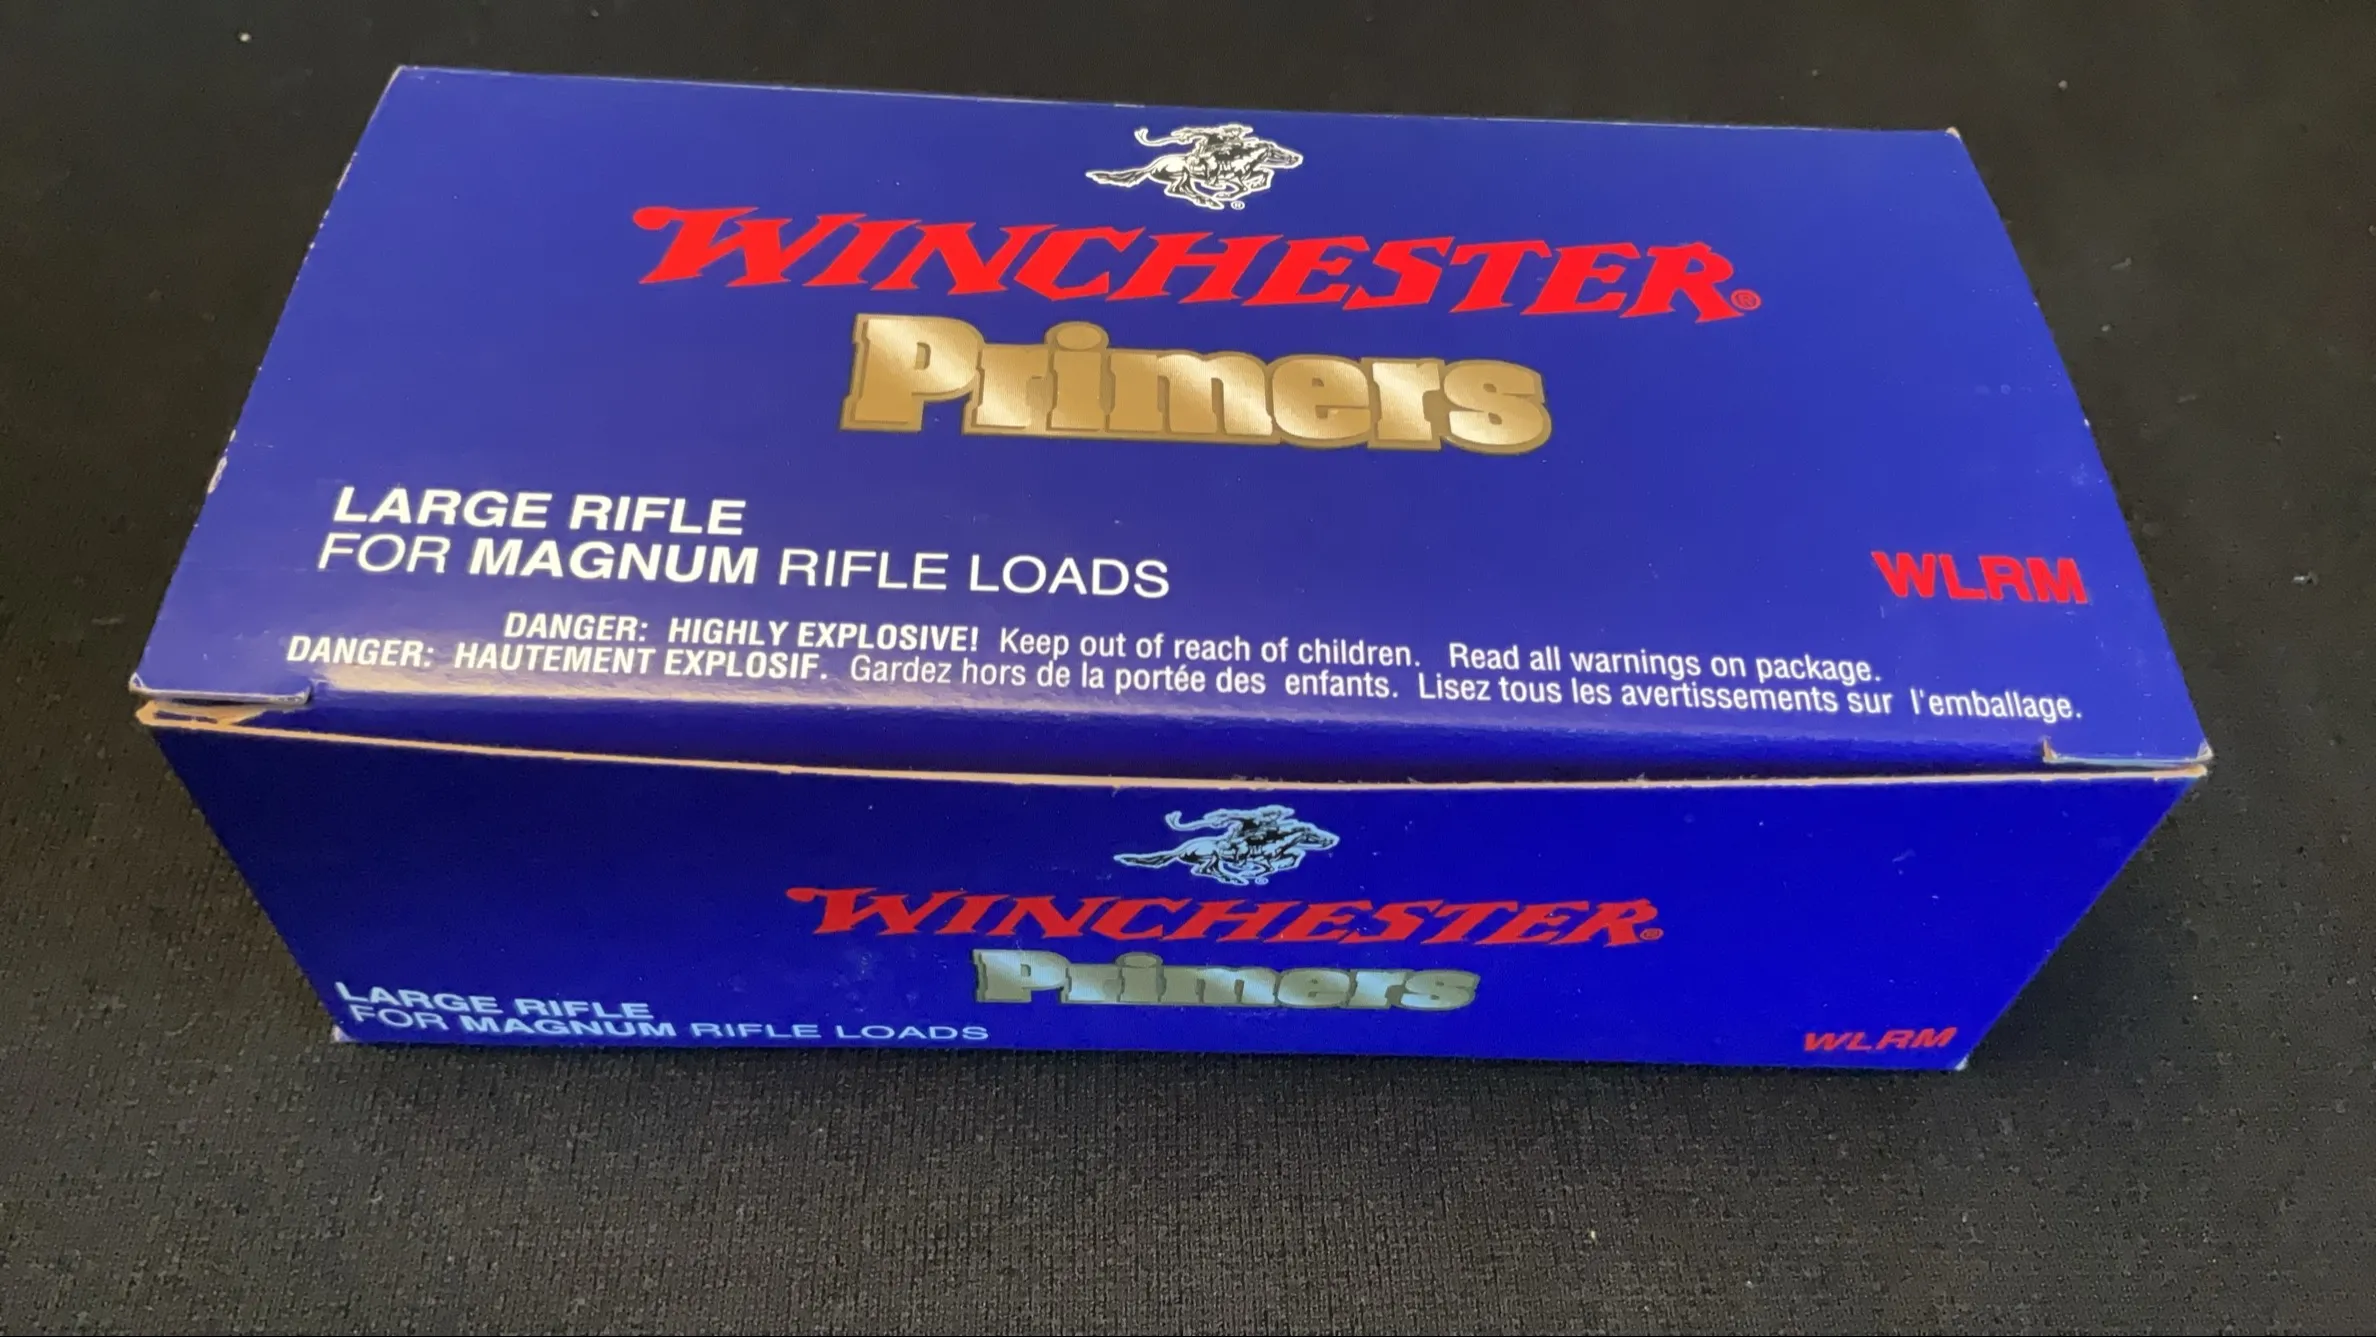 WINCHESTER®
Primers
LARGE RIFLE
FOR MAGNUM RIFLE LOADS
WLRM
DANGER: HIGHLY EXPLOSIVE! Keep out of reach of children. Read all warnings on package.
DANGER: HAUTEMENT EXPLOSIF. Gardez hors de la portée des enfants. Lisez tous les avertissements sur l'emballage.
WINCHESTER®
Primers
LARGE RIFLE
FOR MAGNUM RIFLE LOADS
WLRM